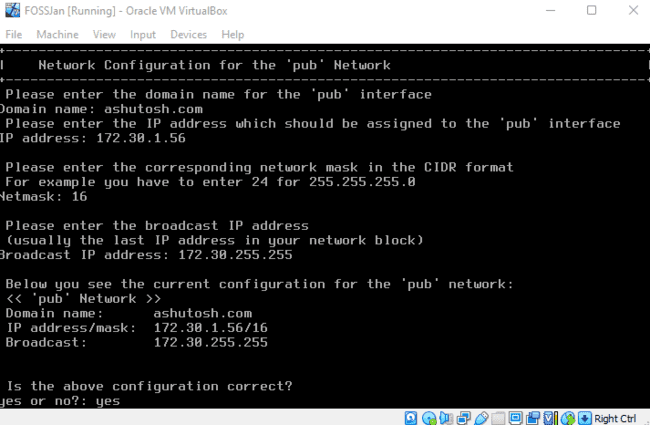 FOSSJan [Running] - Oracle VM VirtualBox
File Machine View Input Devices Help
Network Configuration for the 'pub' Network
Please enter the domain name for the 'pub' interface
Domain name: ashutosh.com
Please enter the IP address which should be assigned to the 'pub' interface
IP address: 172.30.1.56
Please enter the corresponding network mask in the CIDR format
For example you have to enter 24 for 255.255.255.0
Netmask: 16
Please enter the broadcast IP address
(usually the last IP address in your network block)
Broadcast IP address: 172.30.255.255
Below you see the current configuration for the 'pub' network:
<< 'pub' Network >>
Domain name: ashutosh.com
IP address/mask: 172.30.1.56/16
Broadcast: 172.30.255.255
Is the above configuration correct?
yes or no?: yes
Right Ctrl